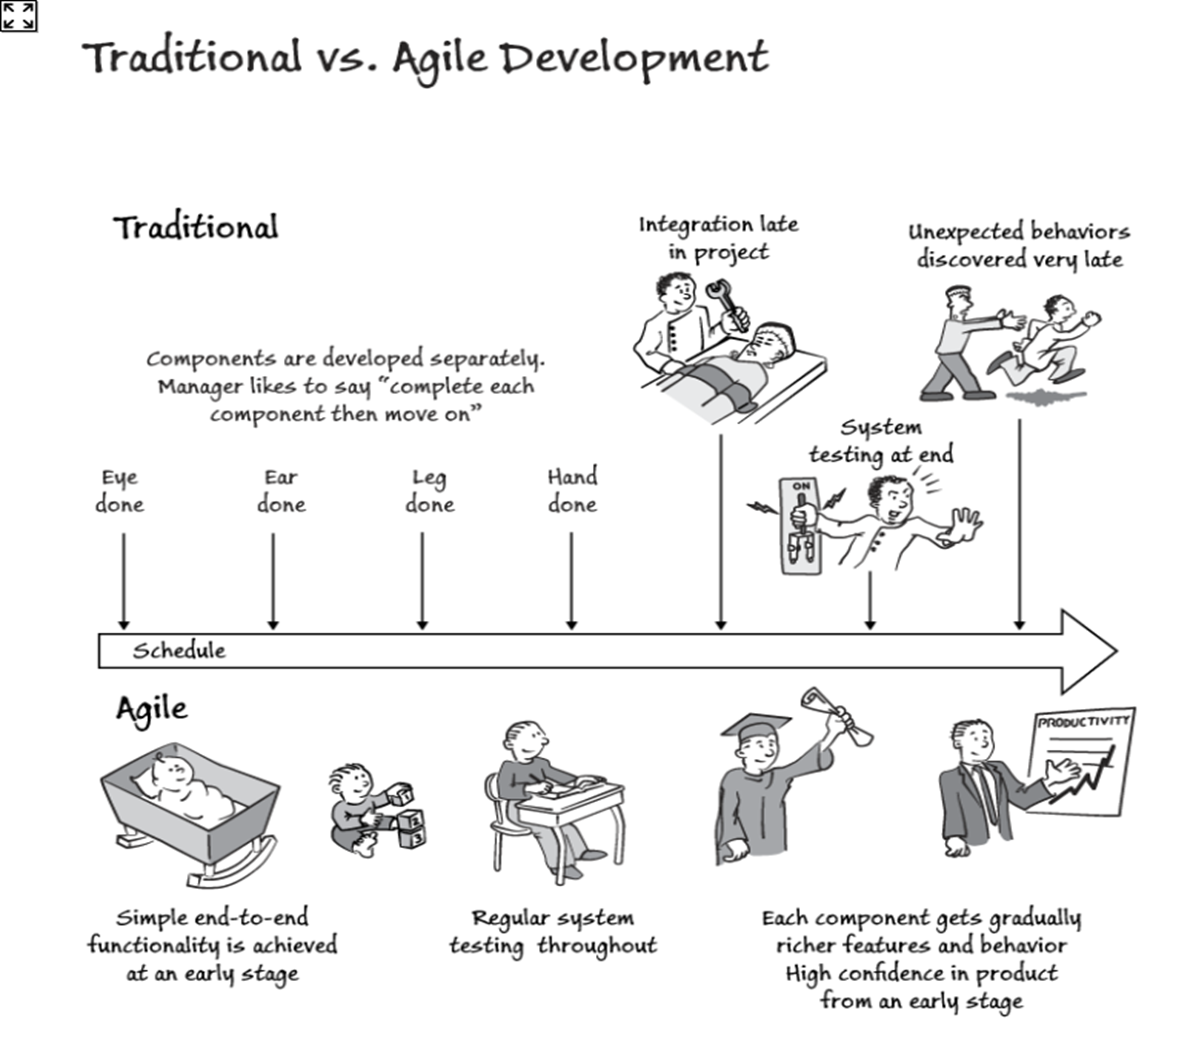 Traditional vs. Agile Development
Traditional
Integration late
in project
Unexpected behaviors
discovered very late
Components are developed separately.
Manager likes to say “complete each
component then move on”
System
testing at end
ON
Eye
done
Ear
done
Leg
done
Hand
done
Schedule
Agile
2
3
PRODUCTIVITY
Simple end-to-end
functionality is achieved
at an early stage
Regular system
testing throughout
Each component gets gradually
richer features and behavior
High confidence in product
from an early stage